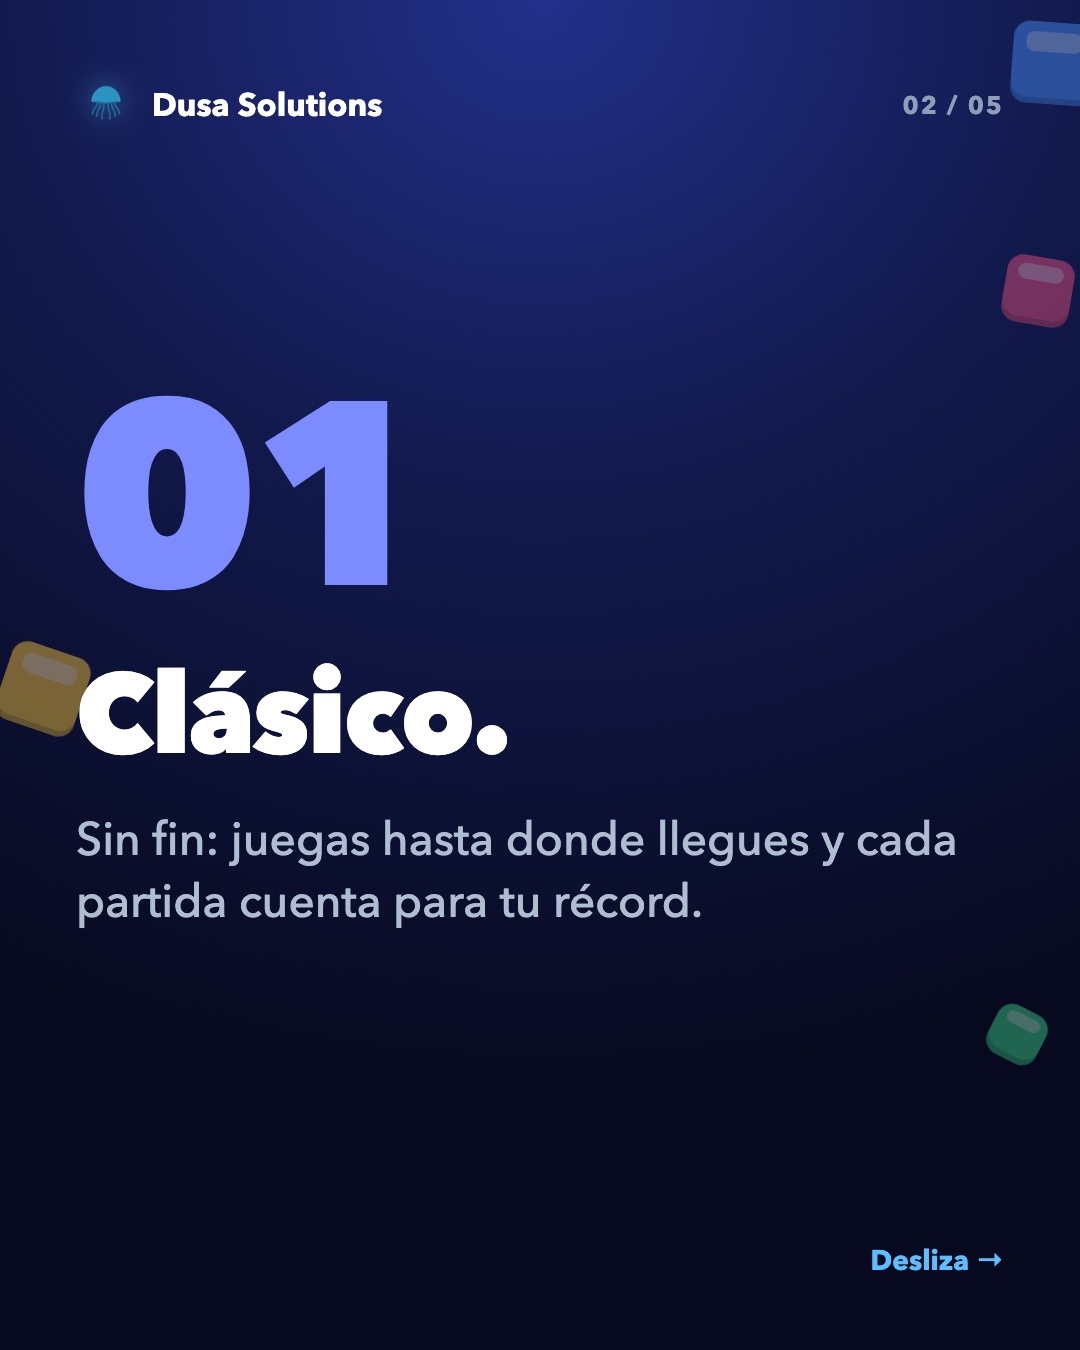 Dusa Solutions
02 / 05
01
Clásico.
Sin fin: juegas hasta donde llegues y cada
partida cuenta para tu récord.
Desliza →